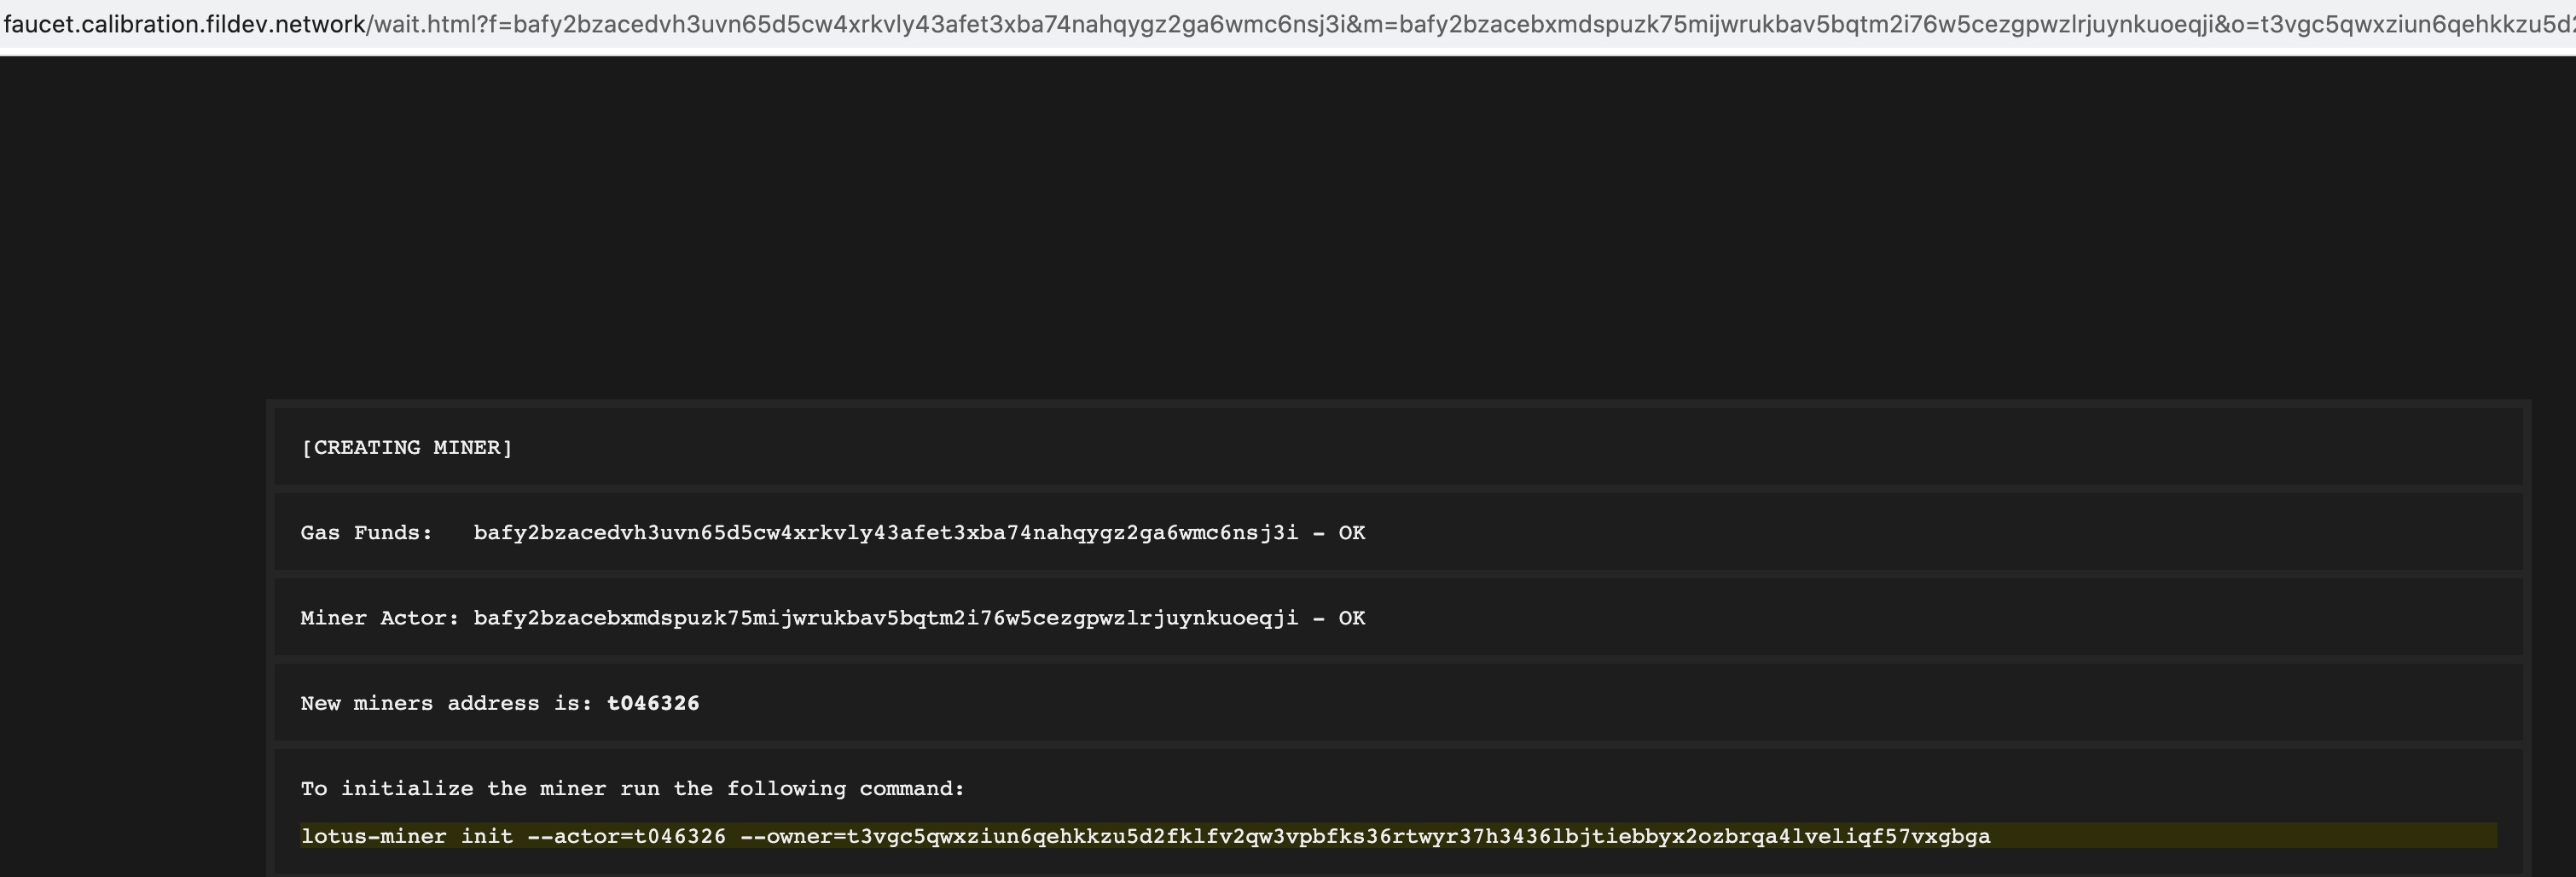 faucet.calibration.fildev.network/wait.html?f=bafy2bzacedvh3uvn65d5cw4xrkvly43afet3xba74nahqygz2ga6wmc6nsj3i&m=bafy2bzacebxmdspuzk75mijwrukbav5bqtm2i76w5cezgpwzlrjuynkuoeqji&o=t3vgc5qwxziun6qehkkzu5d2
[CREATING MINER]
Gas Funds: bafy2bzacedvh3uvn65d5cw4xrkvly43afet3xba74nahqygz2ga6wmc6nsj3i - OK
Miner Actor: bafy2bzacebxmdspuzk75mijwrukbav5bqtm2i76w5cezgpwzlrjuynkuoeqji - OK
New miners address is: t046326
To initialize the miner run the following command:
lotus-miner init --actor=t046326 --owner=t3vgc5qwxziun6qehkkzu5d2fklfv2qw3vpbfks36rtwyr37h3436lbjtiebbyx2ozbrqa4lveliqf57vxgbga